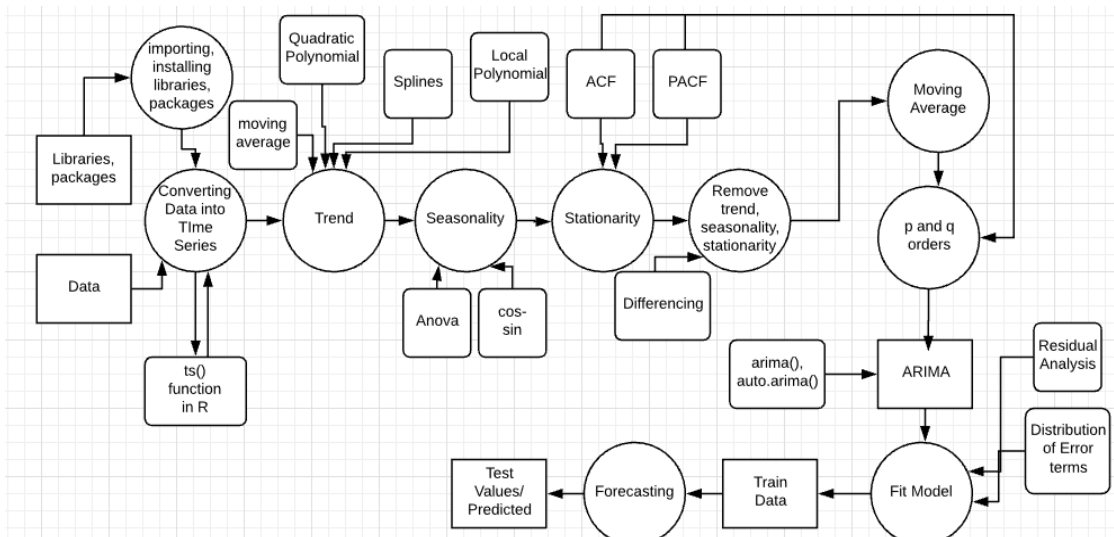 importing,
installing
libraries,
packages
Quadratic
Polynomial
Splines
Local
Polynomial
ACF
PACF
Moving
Average
moving
average
Libraries,
packages
Converting
Data into
TIme
Series
Trend
Seasonality
Stationarity
Remove
trend,
seasonality,
stationarity
p and q
orders
Data
Anova
cos-
sin
Differencing
ts()
function
in R
arima(),
auto.arima()
ARIMA
Residual
Analysis
Distribution
of Error
terms
Test
Values/
Predicted
Forecasting
Train
Data
Fit Model